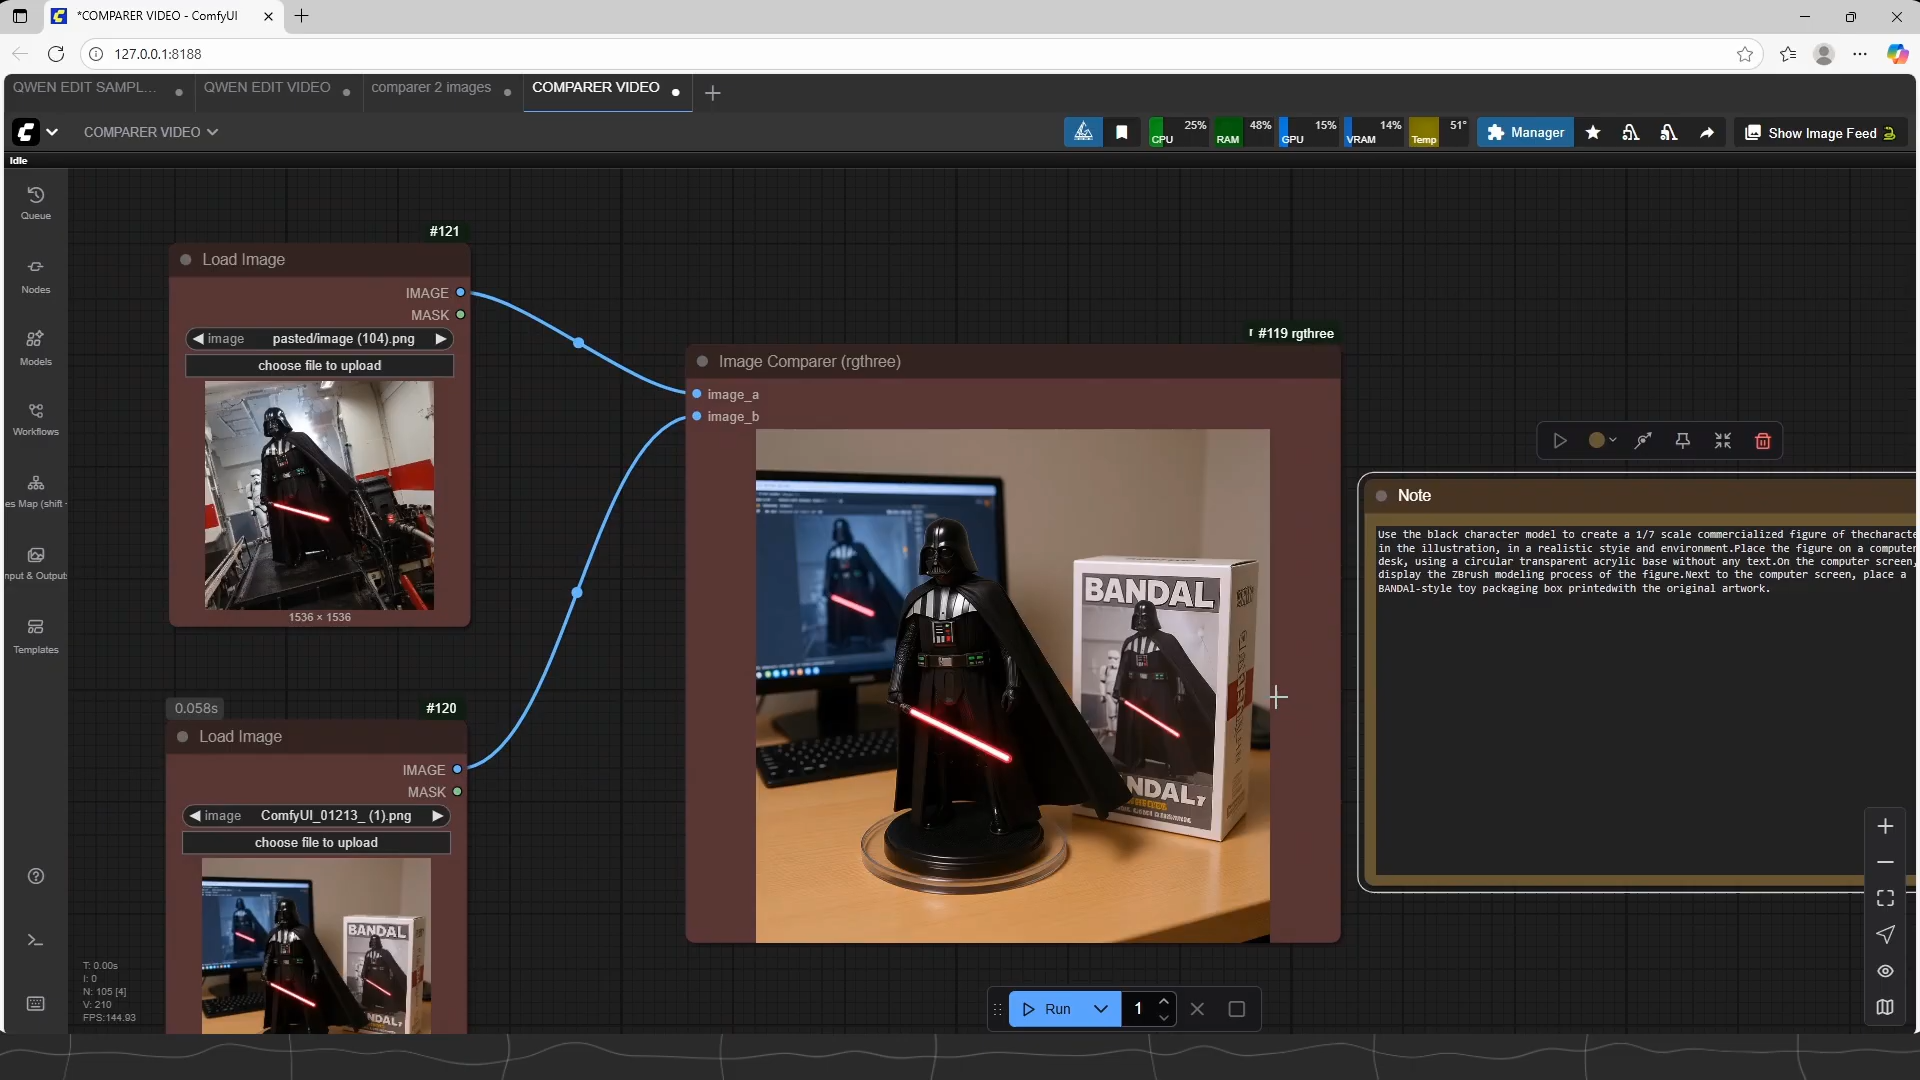 *COMPARER VIDEO - ComfyUI
127.0.0.1:8188
QWEN EDIT SAMPL...
QWEN EDIT VIDEO
comparer 2 images
COMPARER VIDEO
COMPARER VIDEO
CPU 25%
RAM 48%
GPU 15%
VRAM 14%
Temp 51°
Manager
Show Image Feed
Idle
Queue
Nodes
Models
Workflows
es Map (shift
nput & Output
Templates
#121
Load Image
IMAGE
MASK
image pasted/image (104).png
choose file to upload
1536 × 1536
0.058s
#120
Load Image
IMAGE
MASK
image ComfyUI_01213_ (1).png
choose file to upload
BANDAL
#119 rgthree
Image Comparer (rgthree)
image_a
image_b
BANDAL
NDAL7
Note
Use the black character model to create a 1/7 scale commercialized figure of thecharacte
in the illustration, in a realistic styie and environment.Place the figure on a computer
desk, using a circular transparent acrylic base without any text.On the computer screen,
display the ZBrush modeling process of the figure.Next to the computer screen, place a
BANDAl-style toy packaging box printedwith the original artwork.
T: 0.00s
I: 0
N: 105 [4]
V: 210
FPS:144.93
Run
1